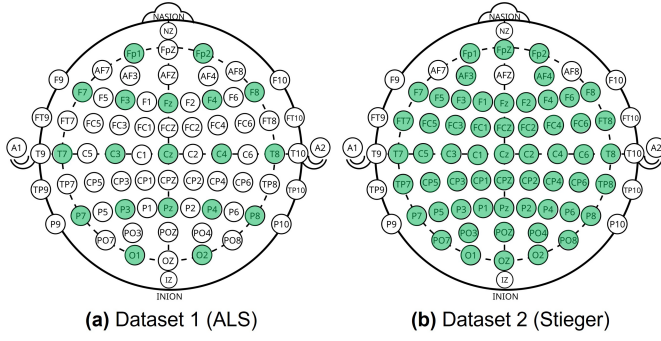 NASION NASION
NZ NZ
Fp1 FpZ Fp2 Fp1 FpZ Fp2
AF7 AF3 AFZ AF4 AF8 AF7 AF3 AFZ AF4 AF8
F9 F7 F5 F3 F1 Fz F2 F4 F6 F8 F10 F9 F7 F5 F3 F1 Fz F2 F4 F6 F8 F10
FT9 FT7 FC5 FC3 FC1 FCZ FC2 FC4 FC6 FT8 FT10 FT9 FT7 FC5 FC3 FC1 FCZ FC2 FC4 FC6 FT8 FT10
A1 T9 T7 C5 C3 C1 Cz C2 C4 C6 T8 T10 A2 A1 T9 T7 C5 C3 C1 Cz C2 C4 C6 T8 T10 A2
TP9 TP7 CP5 CP3 CP1 CPZ CP2 CP4 CP6 TP8 TP10 TP9 TP7 CP5 CP3 CP1 CPZ CP2 CP4 CP6 TP8 TP10
P9 P7 P5 P3 P1 Pz P2 P4 P6 P8 P10 P9 P7 P5 P3 P1 Pz P2 P4 P6 P8 P10
PO7 PO3 POZ PO4 PO8 PO7 PO3 POZ PO4 PO8
O1 OZ O2 O1 OZ O2
IZ IZ
INION INION
(a) Dataset 1 (ALS) (b) Dataset 2 (Stieger)